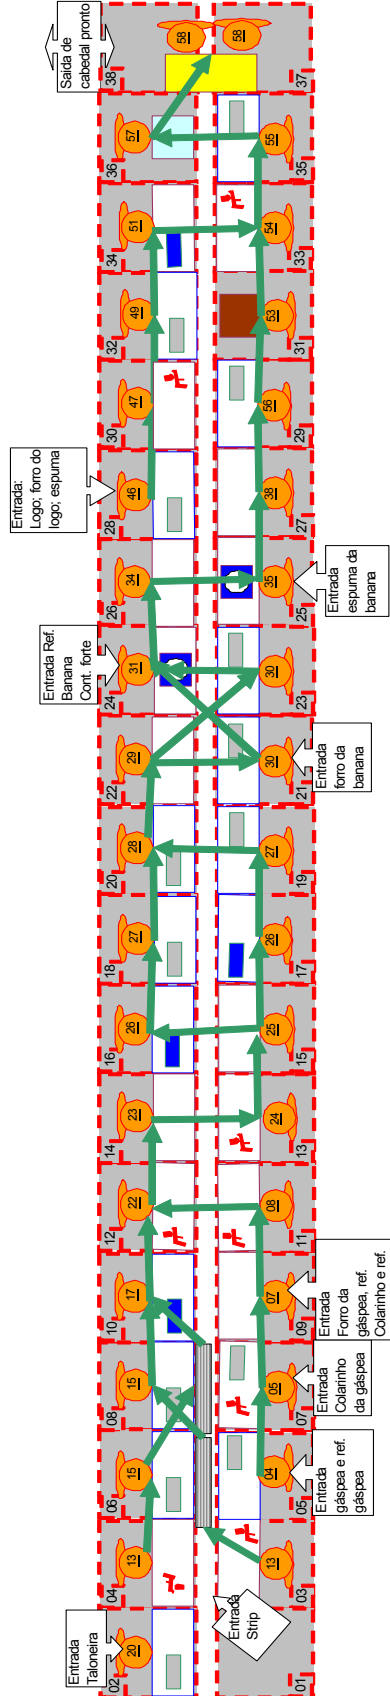 Entrada
Taloneira
Entrada Ref.
Banana
Cont. forte
Entrada:
Logo; forro do
logo; espuma
Saída de
cabedal pronto
02
04
06
08
10
12
14
16
18
20
22
24
26
28
30
32
34
36
38
20
13
15
15
17
22
23
26
27
28
29
31
34
46
47
49
51
57
58
Entrada
Strip
13
04
05
07
08
24
25
26
27
30
30
35
38
56
53
54
55
58
01
03
05
07
09
11
13
15
17
19
21
23
25
27
29
31
33
35
37
Entrada
gáspea e ref.
gáspea
Entrada
Colarinho
da gáspea
Entrada
Forro da
gáspea, ref.
Colarinho e ref.
Entrada
forro da
banana
Entrada
espuma da
banana